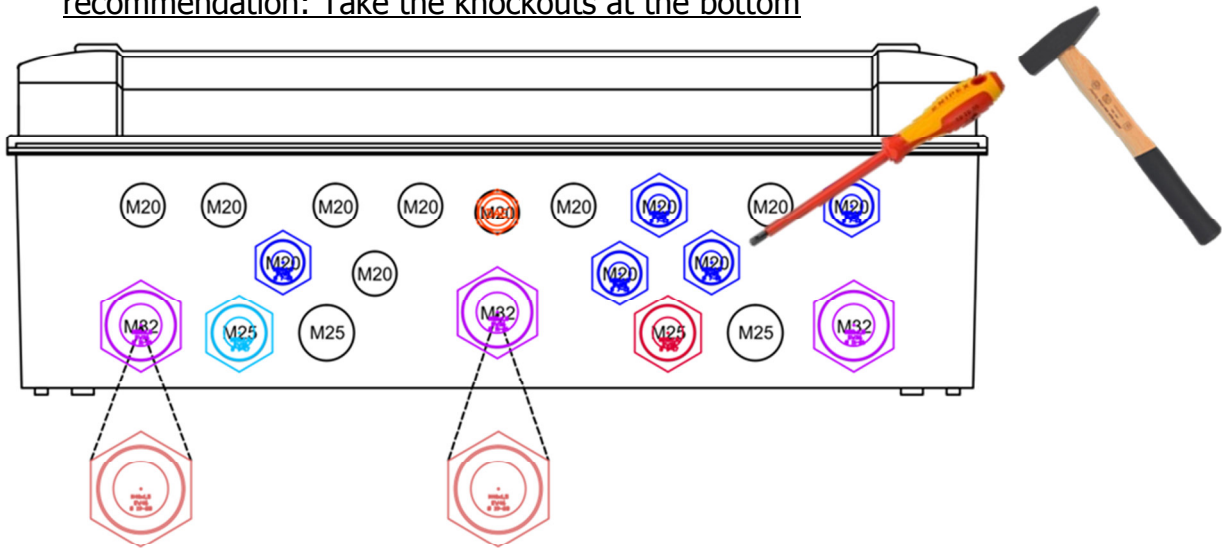 recommendation: Take the knockouts at the bottom
KNIPEX
M20 M20 M20 M20 M20 M20 M20 M20 M20
M20 M20 M20 M20
M32 M25 M25 M32 M25 M25 M32